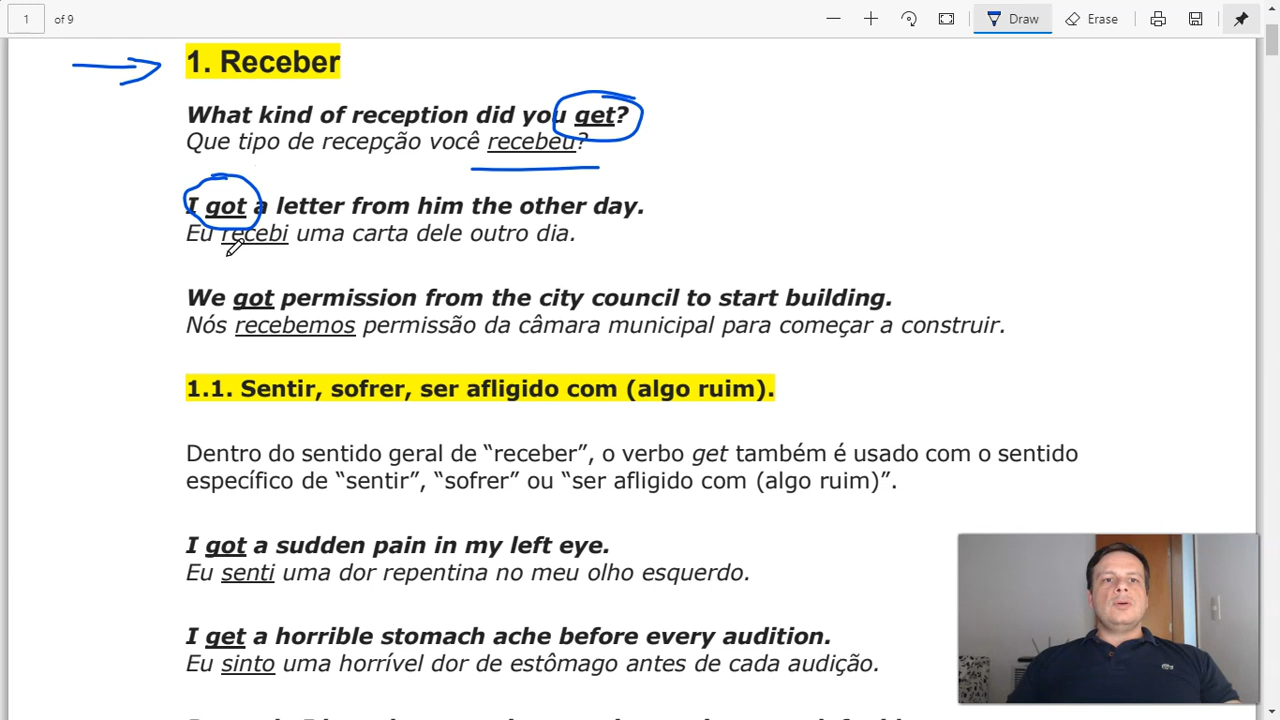 1 of 9
Draw
Erase
1. Receber
What kind of reception did you get?
Que tipo de recepção você recebeu?
I got a letter from him the other day.
Eu recebi uma carta dele outro dia.
We got permission from the city council to start building.
Nós recebemos permissão da câmara municipal para começar a construir.
1.1. Sentir, sofrer, ser afligido com (algo ruim).
Dentro do sentido geral de “receber”, o verbo get também é usado com o sentido
específico de “sentir”, “sofrer” ou “ser afligido com (algo ruim)”.
I got a sudden pain in my left eye.
Eu senti uma dor repentina no meu olho esquerdo.
I get a horrible stomach ache before every audition.
Eu sinto uma horrível dor de estômago antes de cada audição.